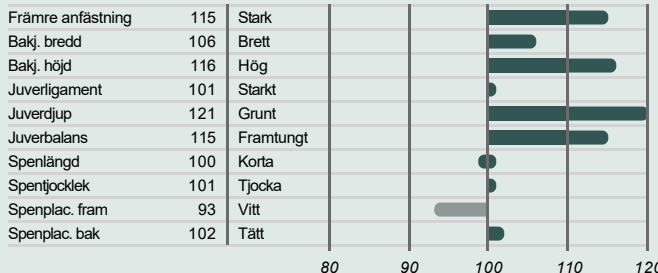 Främre anfästning 115 Stark
Bakj. bredd 106 Brett
Bakj. höjd 116 Hög
Juverligament 101 Starkt
Juverdjup 121 Grunt
Juverbalans 115 Framtungt
Spenlängd 100 Korta
Spentjocklek 101 Tjocka
Spenplac. fram 93 Vitt
Spenplac. bak 102 Tätt
80 90 100 110 120